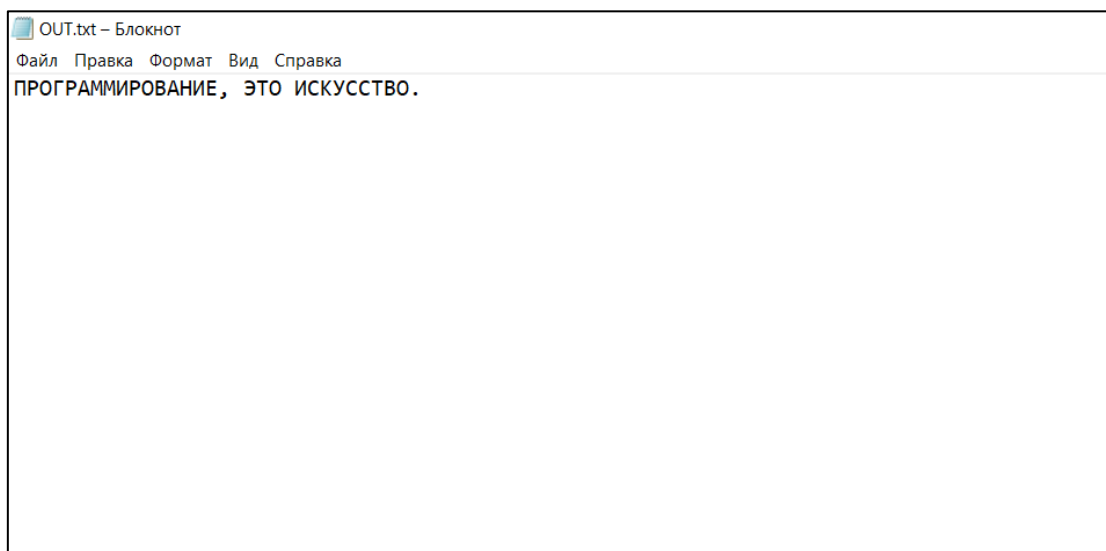 OUT.txt – Блокнот
Файл Правка Формат Вид Справка
ПРОГРАММИРОВАНИЕ, ЭТО ИСКУССТВО.